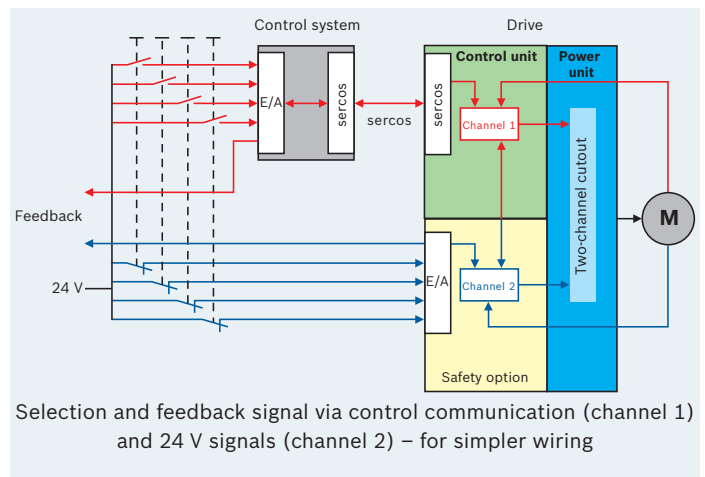 Control system
Drive
Control unit
Power
unit
E/A
sercos
sercos
sercos
Channel 1
Two-channel cutout
M
Feedback
24 V
E/A
Channel 2
Safety option
Selection and feedback signal via control communication (channel 1)
and 24 V signals (channel 2) – for simpler wiring